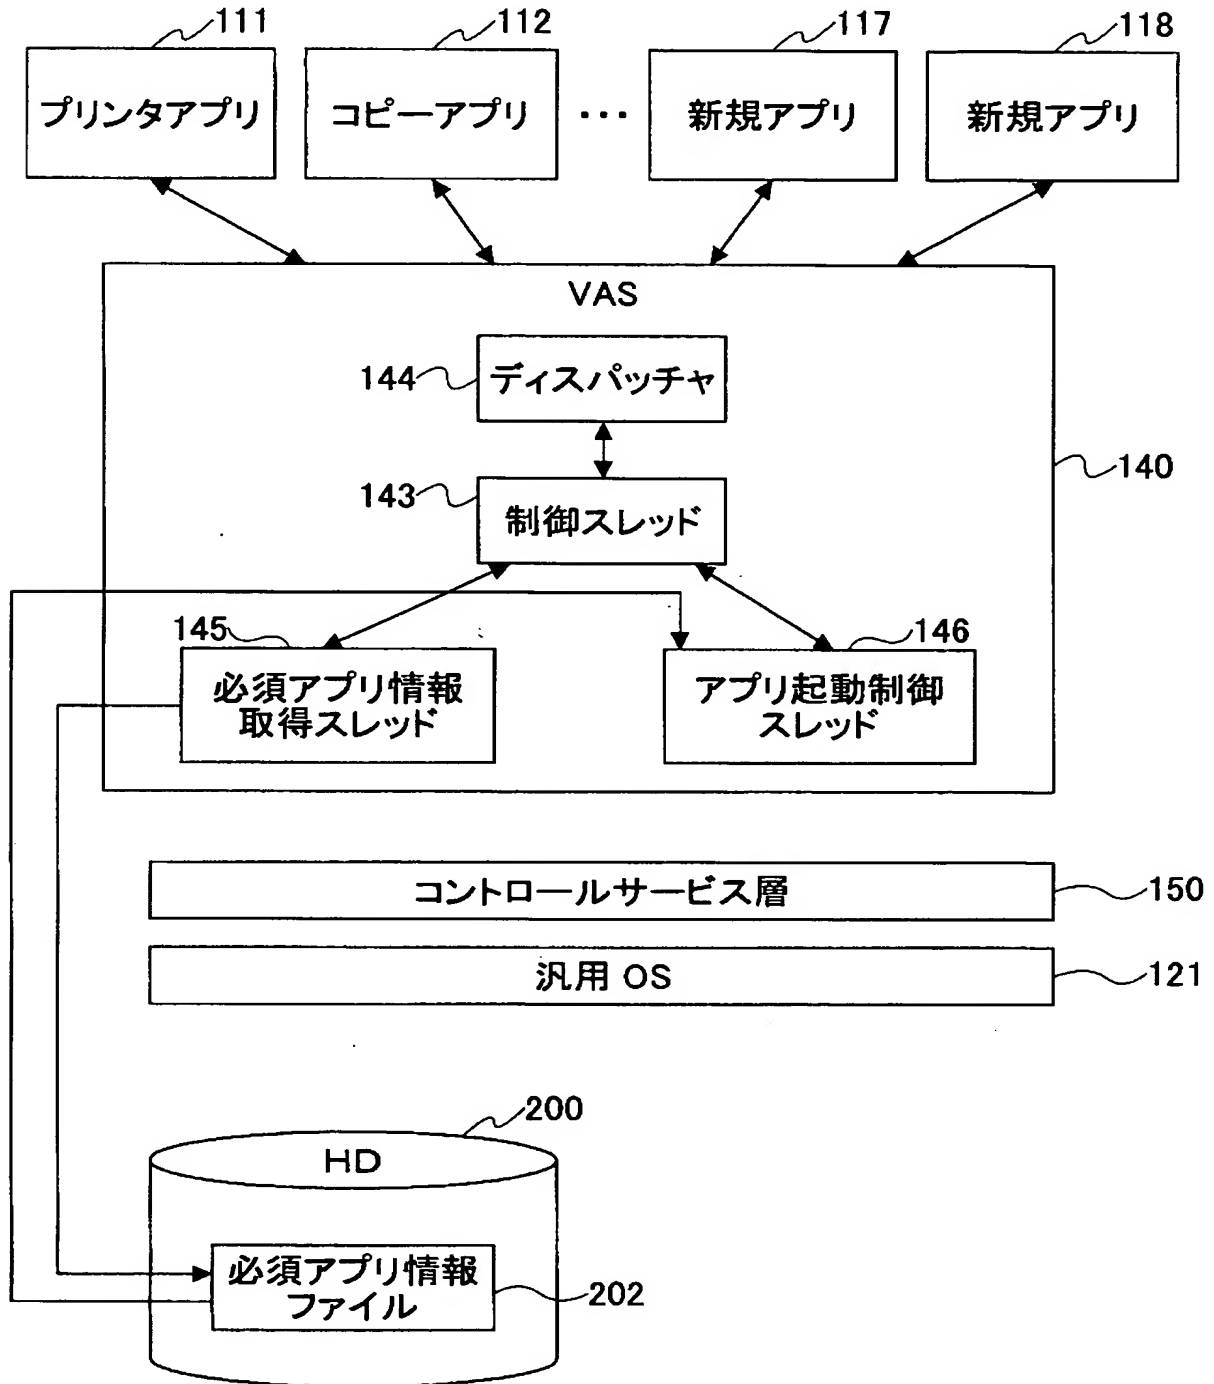 111
112
117
118
プリンタアプリ
コピーアプリ
・・・
新規アプリ
新規アプリ
VAS
144
ディスパッチャ
140
143
制御スレッド
145
146
必須アプリ情報
取得スレッド
アプリ起動制御
スレッド
コントロールサービス層
150
汎用 OS
121
200
HD
必須アプリ情報
ファイル
202